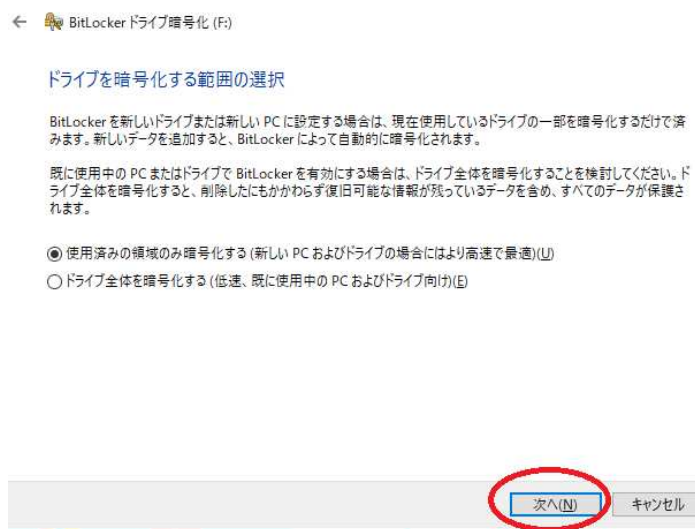 BitLocker ドライブ暗号化 (F:)
ドライブを暗号化する範囲の選択
BitLocker を新しいドライブまたは新しい PC に設定する場合は、現在使用しているドライブの一部を暗号化するだけで済
みます。新しいデータを追加すると、BitLocker によって自動的に暗号化されます。
既に使用中の PC またはドライブで BitLocker を有効にする場合は、ドライブ全体を暗号化することを検討してください。ド
ライブ全体を暗号化すると、削除したにもかかわらず復旧可能な情報が残っているデータを含め、すべてのデータが保護さ
れます。
使用済みの領域のみ暗号化する (新しい PC およびドライブの場合にはより高速で最適)(U)
ドライブ全体を暗号化する (低速、既に使用中の PC およびドライブ向け)(E)
次へ(N) キャンセル